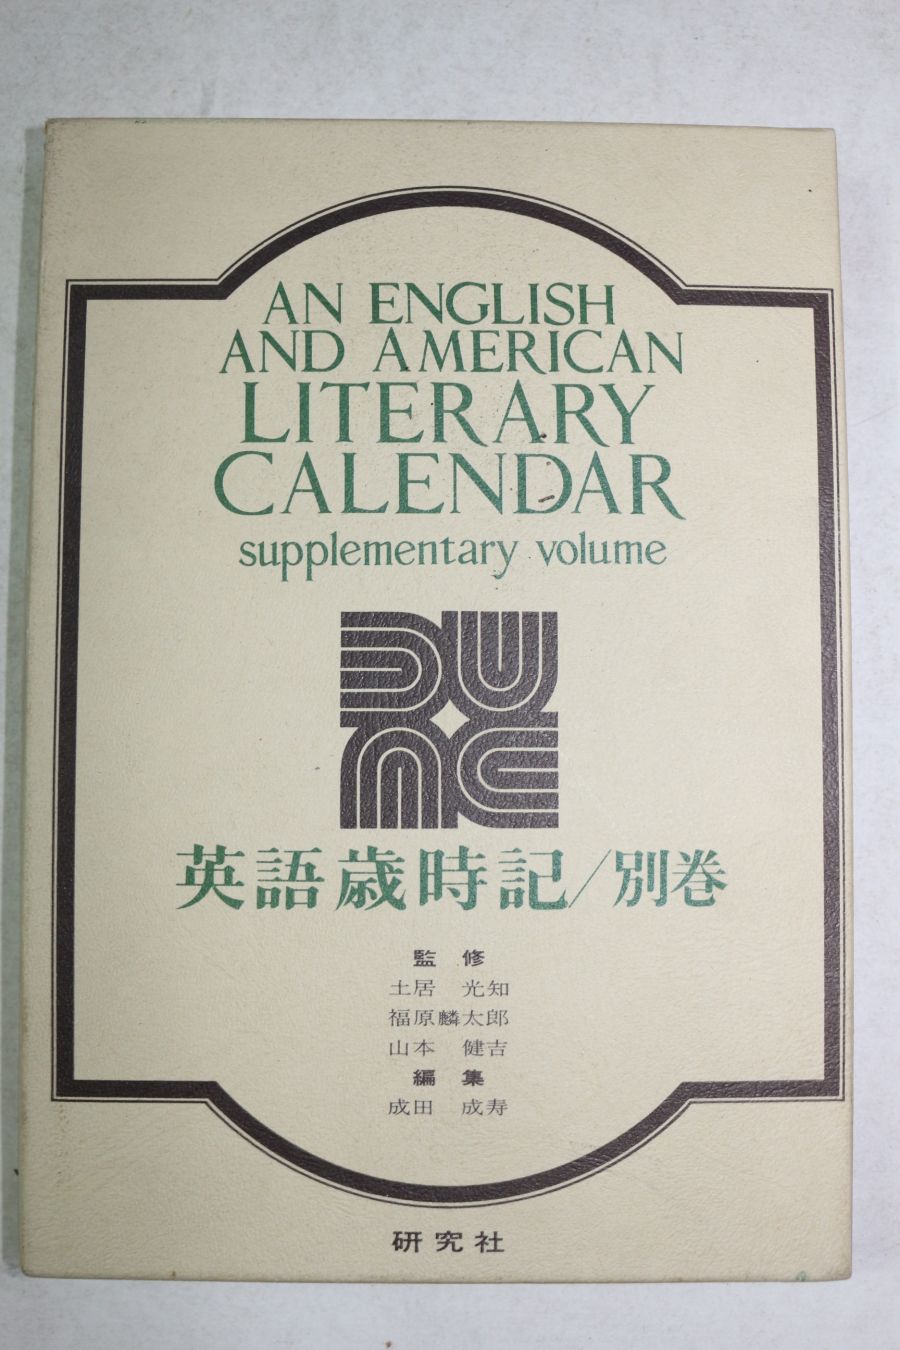 AN ENGLISH
AND AMERICAN
LITERARY
CALENDAR
supplementary volume
英語歳時記/別巻
監修
土居 光知
福原麟太郎
山本 健吉
編集
成田 成寿
研究社